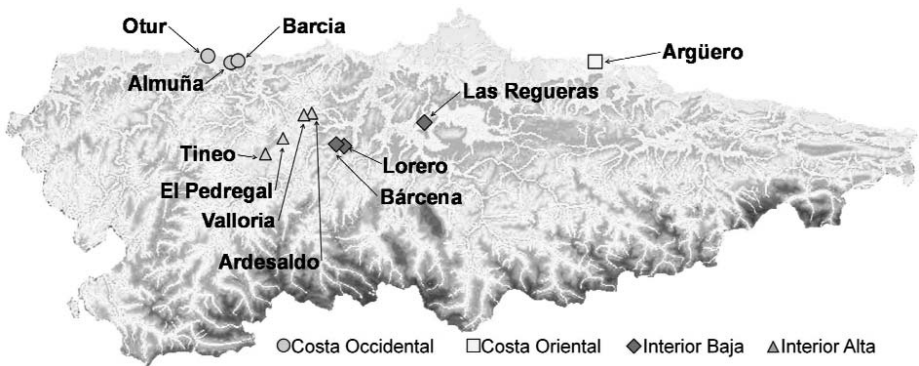 Otur
Barcia
Argüero
Almuña
Las Regueras
Tineo
Lorero
El Pedregal
Bárcena
Valloria
Ardesaldo
Costa Occidental Costa Oriental Interior Baja Interior Alta